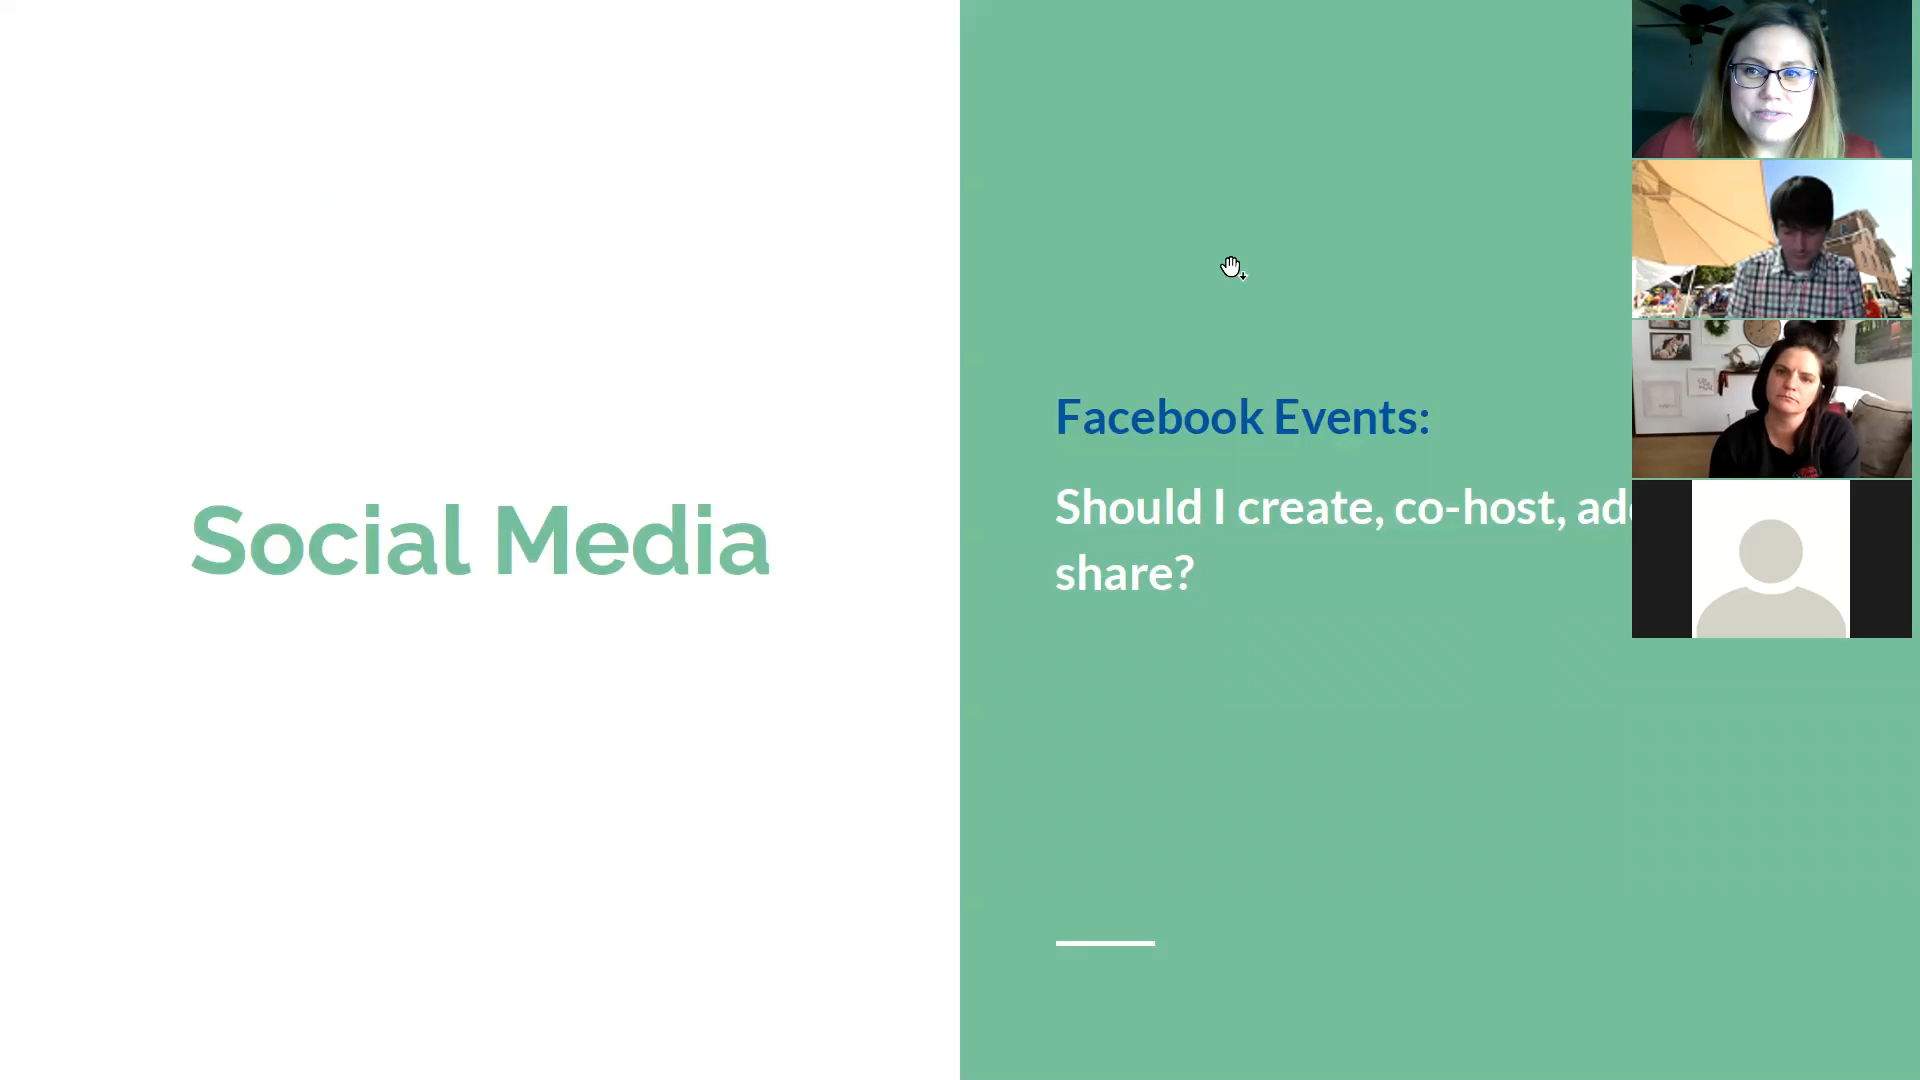 Social Media
Facebook Events:
Should I create, co-host,
share?